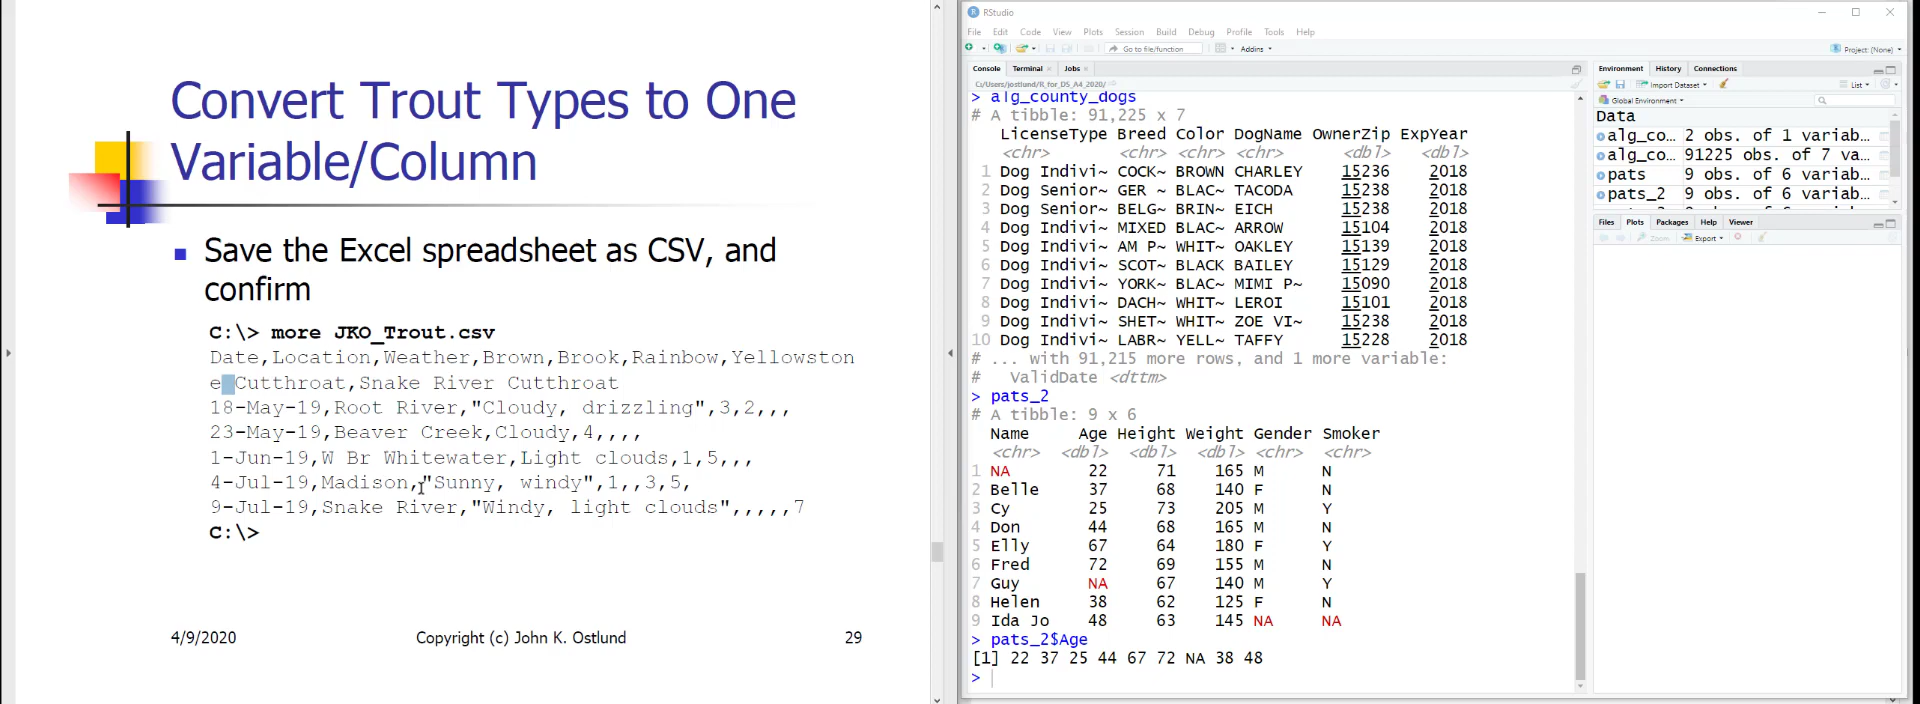 Convert Trout Types to One
Variable/Column
Save the Excel spreadsheet as CSV, and
confirm
C:\> more JKO_Trout.csv
Date,Location,Weather,Brown,Brook,Rainbow,Yellowston
e Cutthroat,Snake River Cutthroat
18-May-19,Root River,"Cloudy, drizzling",3,2,,,
23-May-19,Beaver Creek,Cloudy,4,,,,
1-Jun-19,W Br Whitewater,Light clouds,1,5,,,
4-Jul-19,Madison,"Sunny, windy",1,,3,5,
9-Jul-19,Snake River,"Windy, light clouds",,,,,7
C:\>
4/9/2020
Copyright (c) John K. Ostlund
29
RStudio
File Edit Code View Plots Session Build Debug Profile Tools Help
Go to file/function Addins
Project: (None)
Console Terminal Jobs
C:/Users/jostlund/R_for_DS_A4_2020/
> alg_county_dogs
# A tibble: 91,225 x 7
LicenseType Breed Color DogName OwnerZip ExpYear
<chr> <chr> <chr> <chr> <dbl> <dbl>
1 Dog Indivi~ COCK~ BROWN CHARLEY 15236 2018
2 Dog Senior~ GER ~ BLAC~ TACODA 15238 2018
3 Dog Senior~ BELG~ BRIN~ EICH 15238 2018
4 Dog Indivi~ MIXED BLAC~ ARROW 15104 2018
5 Dog Indivi~ AM P~ WHIT~ OAKLEY 15139 2018
6 Dog Indivi~ SCOT~ BLACK BAILEY 15129 2018
7 Dog Indivi~ YORK~ BLAC~ MIMI P~ 15090 2018
8 Dog Indivi~ DACH~ WHIT~ LEROI 15101 2018
9 Dog Indivi~ SHET~ WHIT~ ZOE VI~ 15238 2018
10 Dog Indivi~ LABR~ YELL~ TAFFY 15228 2018
# ... with 91,215 more rows, and 1 more variable:
# ValidDate <dttm>
> pats_2
# A tibble: 9 x 6
Name Age Height Weight Gender Smoker
<chr> <dbl> <dbl> <dbl> <chr> <chr>
1 NA 22 71 165 M N
2 Belle 37 68 140 F N
3 Cy 25 73 205 M Y
4 Don 44 68 165 M N
5 Elly 67 64 180 F Y
6 Fred 72 69 155 M N
7 Guy NA 67 140 M Y
8 Helen 38 62 125 F N
9 Ida Jo 48 63 145 NA NA
> pats_2$Age
[1] 22 37 25 44 67 72 NA 38 48
>
Environment History Connections
Import Dataset List
Global Environment
Data
alg_co... 2 obs. of 1 variab...
alg_co... 91225 obs. of 7 va...
pats 9 obs. of 6 variab...
pats_2 9 obs. of 6 variab...
Files Plots Packages Help Viewer
Zoom Export